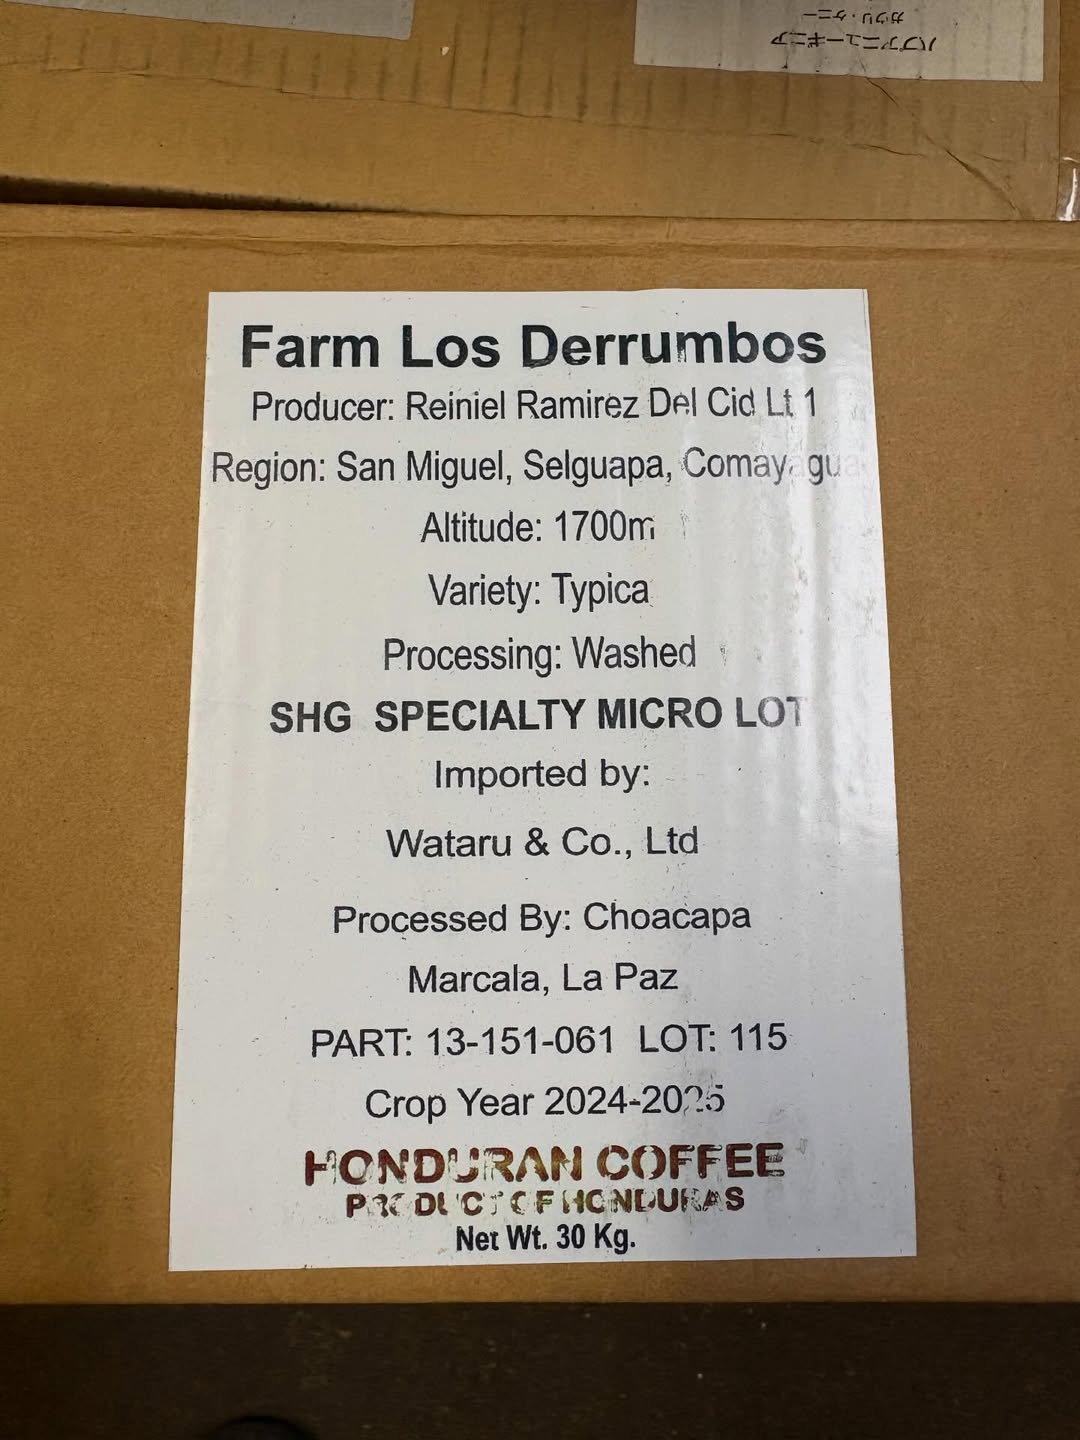 Farm Los Derrumbos
Producer: Reiniel Ramirez Del Cid Lt 1
Region: San Miguel, Selguapa, Comayagua
Altitude: 1700m
Variety: Typica
Processing: Washed
SHG SPECIALTY MICRO LOT
Imported by:
Wataru & Co., Ltd
Processed By: Choacapa
Marcala, La Paz
PART: 13-151-061 LOT: 115
Crop Year 2024-2025
HONDURAN COFFEE
PRODUCT OF HONDURAS
Net Wt. 30 Kg.